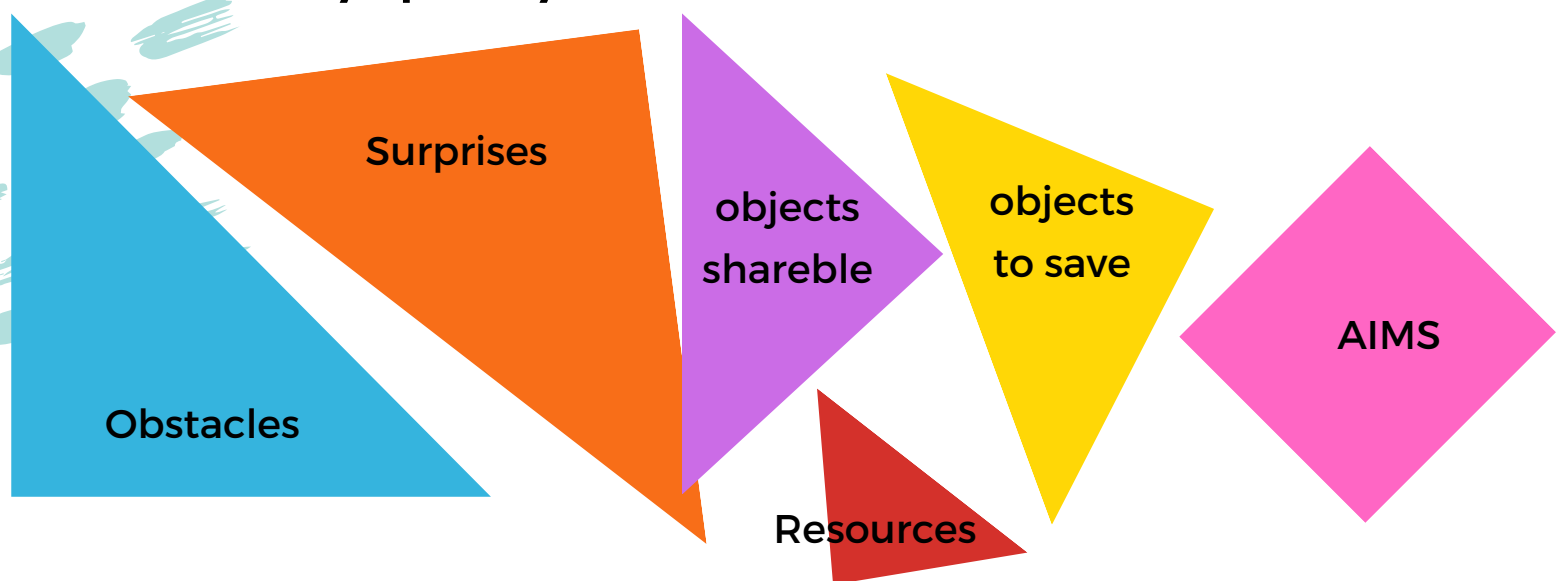 Surprises
objects
shareble
objects
to save
AIMS
Obstacles
Resources